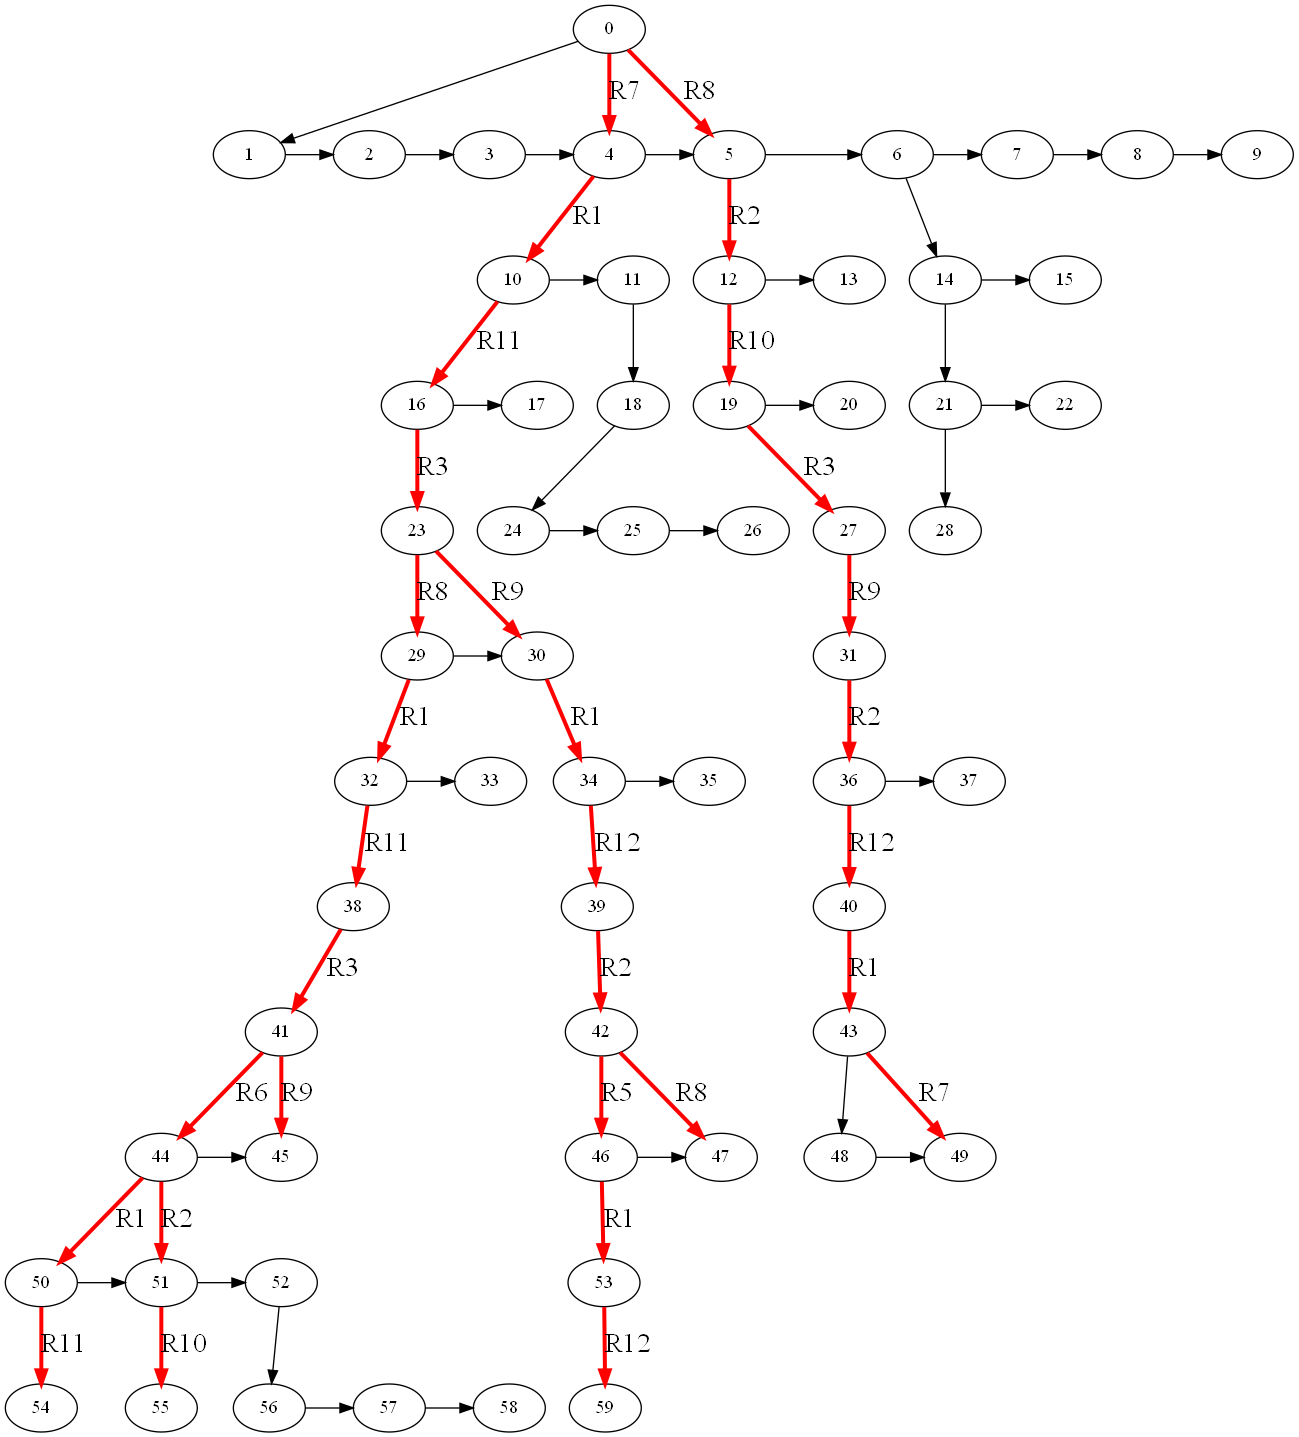 0
R7 R8
1 2 3 4 5 6 7 8 9
R1 R2
10 11 12 13 14 15
R11 R10
16 17 18 19 20 21 22
R3 R3
23 24 25 26 27 28
R8 R9 R9
29 30 31
R1 R1 R2
32 33 34 35 36 37
R11 R12 R12
38 39 40
R3 R2 R1
41 42 43
R6 R9 R5 R8 R7
44 45 46 47 48 49
R1 R2 R1
50 51 52 53
R11 R10 R12
54 55 56 57 58 59